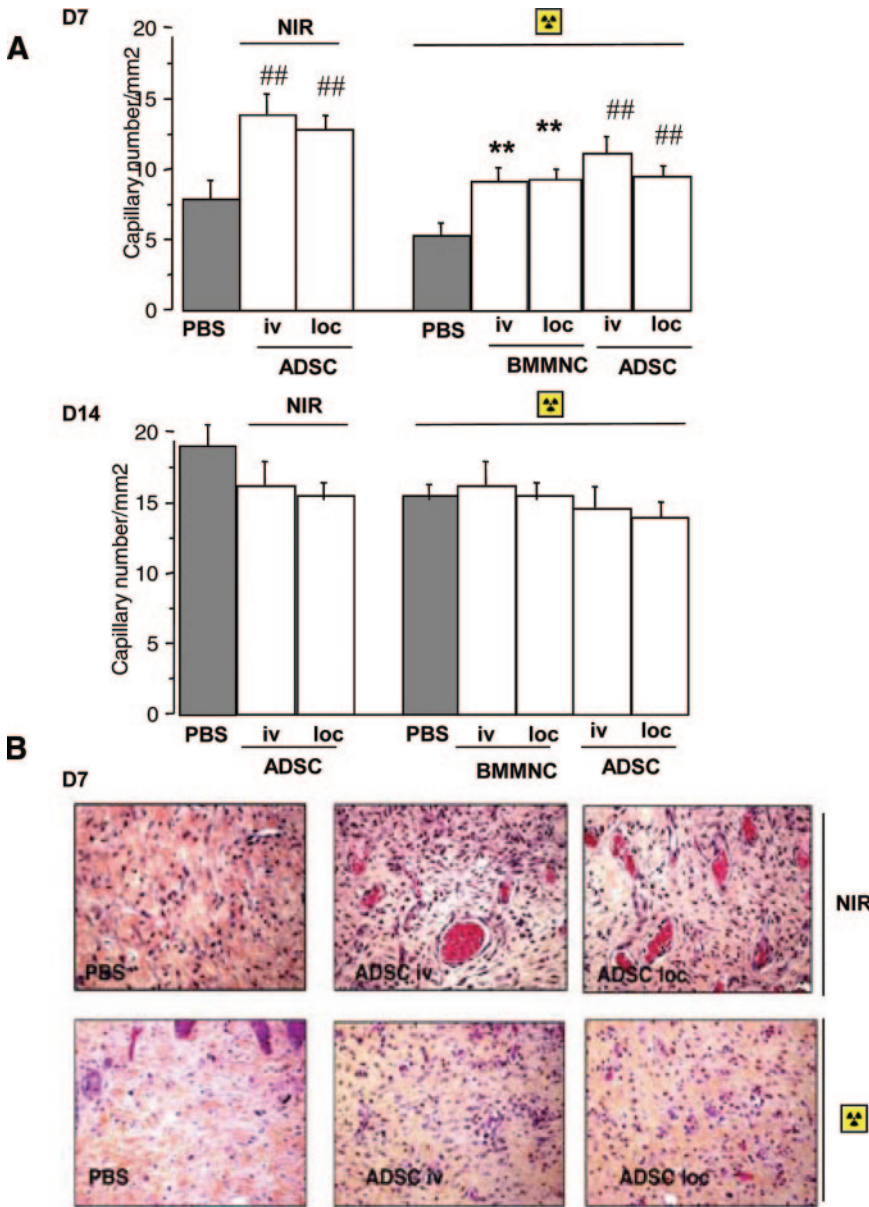 A
D7
NIR
Capillary number/mm2
20
15
10
5
0
## ## ** ** ## ##
PBS iv loc PBS iv loc iv loc
ADSC BMMNC ADSC
D14
NIR
Capillary number/mm2
20
15
10
5
0
PBS iv loc PBS iv loc iv loc
ADSC BMMNC ADSC
B
D7
PBS ADSC iv ADSC loc
NIR
PBS ADSC iv ADSC loc